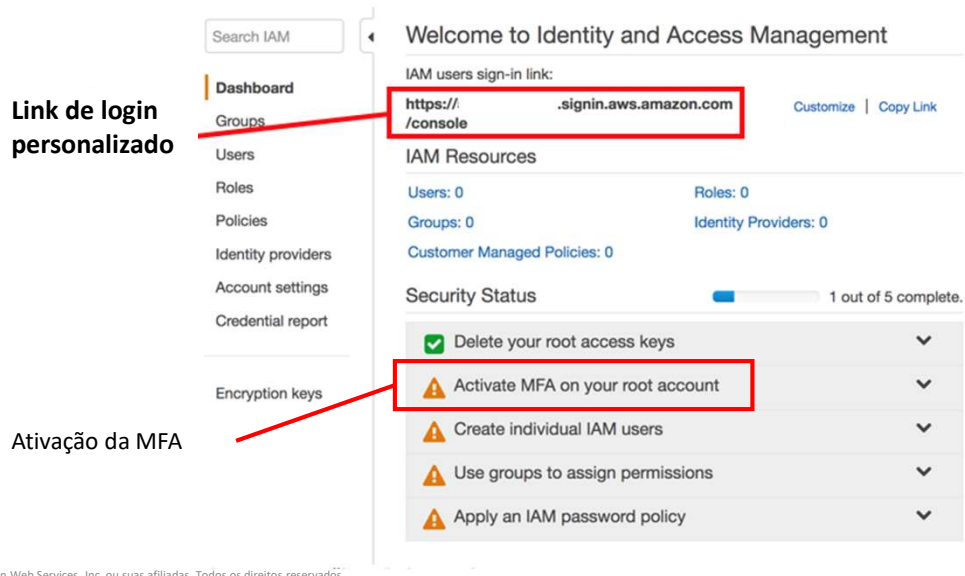 Search IAM
Welcome to Identity and Access Management
IAM users sign-in link:
Dashboard
Link de login
personalizado
https:// .signin.aws.amazon.com
/console
Customize | Copy Link
Groups
Users
IAM Resources
Roles
Users: 0
Roles: 0
Policies
Groups: 0
Identity Providers: 0
Identity providers
Customer Managed Policies: 0
Account settings
Security Status
1 out of 5 complete.
Credential report
Delete your root access keys
Activate MFA on your root account
Encryption keys
Ativação da MFA
Create individual IAM users
Use groups to assign permissions
Apply an IAM password policy
Web Services, Inc. ou suas afiliadas. Todos os direitos reservados.